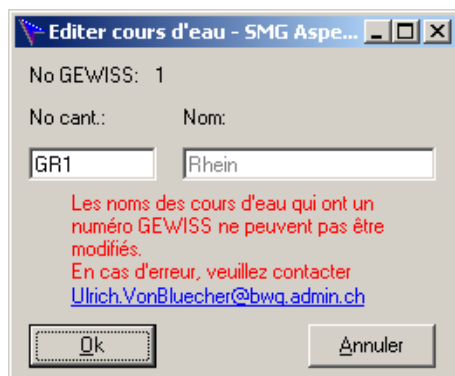 Editer cours d'eau - SMG Aspe...
No GEWISS: 1
No cant.: Nom:
GR1 Rhein
Les noms des cours d'eau qui ont un
numéro GEWISS ne peuvent pas être
modifiés.
En cas d'erreur, veuillez contacter
Ulrich.VonBluecher@bwg.admin.ch
Ok Annuler